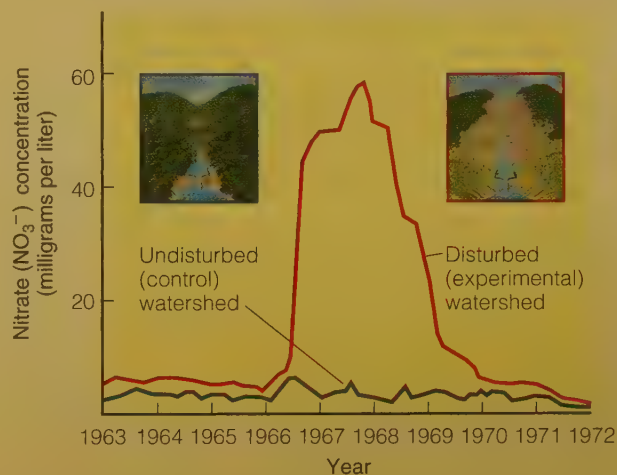 Nitrate (NO₃⁻) concentration
(milligrams per liter)
60
40
20
Undisturbed
(control)
watershed
Disturbed
(experimental)
watershed
1963 1964 1965 1966 1967 1968 1969 1970 1971 1972
Year